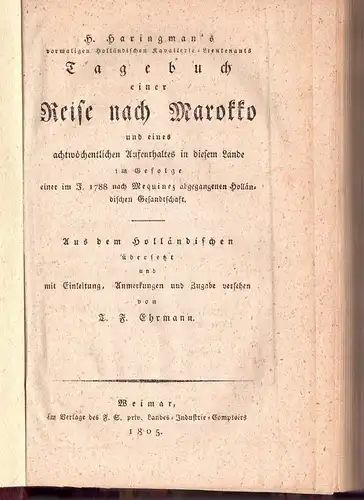 H. Haringman's
vormaligen Holländischen Kavallerie-Lieutenants
Tagebuch
einer
Reise nach Marokko
und eines
achtwöchentlichen Aufenthaltes in diesem Lande
im Gefolge
einer im J. 1788 nach Mequinez abgegangenen Hollän-
dischen Gesandtschaft.
Aus dem Holländischen
übersetzt
und
mit Einleitung, Anmerkungen und Zugabe versehen
von
T. F. Ehrmann.
Weimar,
im Verlage des F. S. priv. Landes-Industrie-Comptoirs
1805.